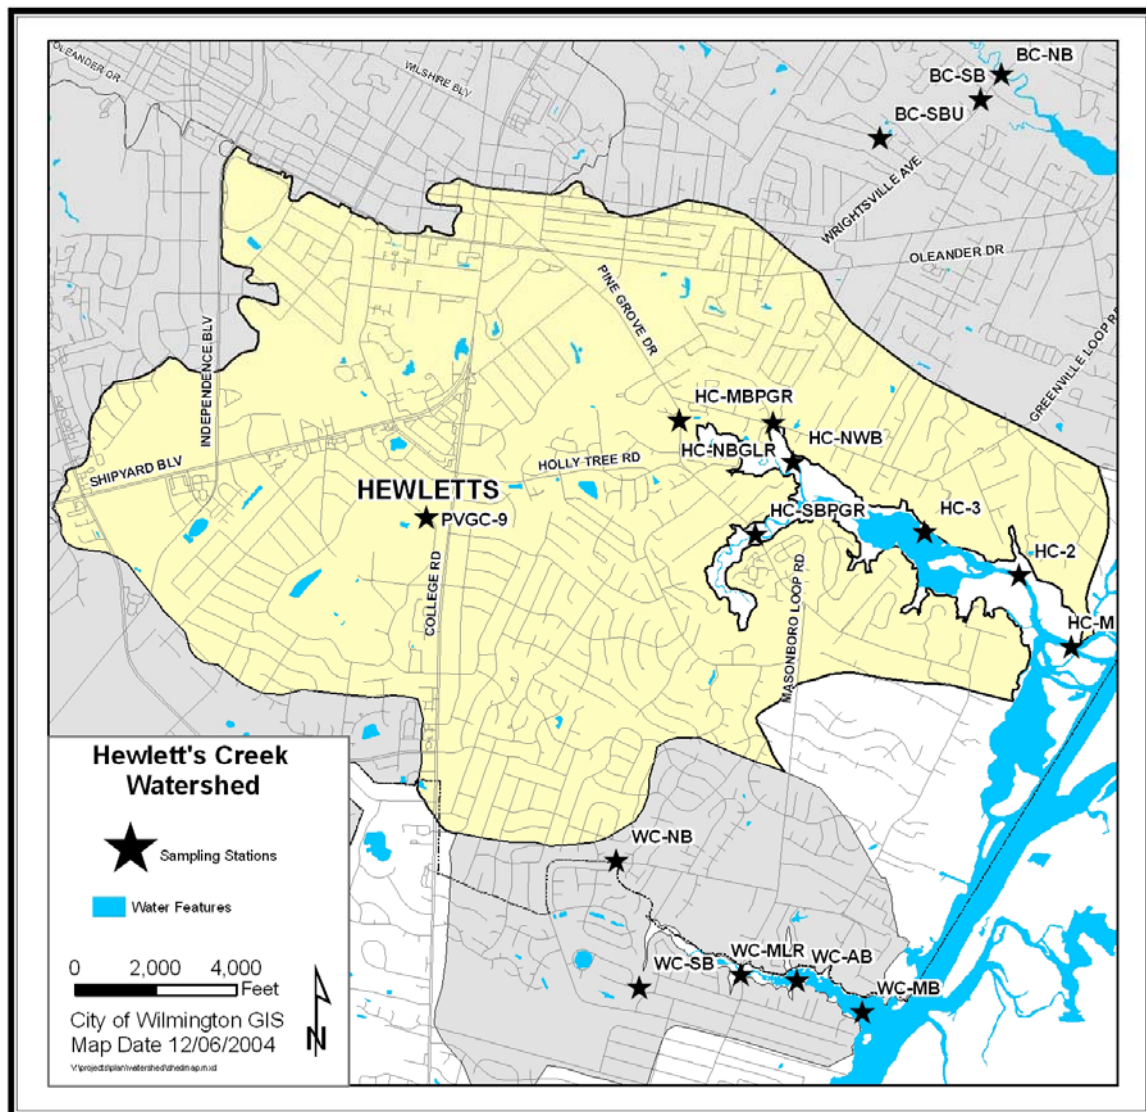 OLEANDER DR
WILSHIRE BLV
BC-NB
BC-SB
BC-SBU
WRIGHTSVILLE AVE
OLEANDER DR
PINE GROVE DR
GREENVILLE LOOP RD
INDEPENDENCE BLV
HC-MBPGR
HC-NWB
HC-NBGLR
HOLLY TREE RD
SHIPYARD BLV
HEWLETTS
PVGC-9
HC-SBPGR
HC-3
HC-2
COLLEGE RD
MASONBORO LOOP RD
HC-M
Hewlett's Creek
Watershed
Sampling Stations
Water Features
0 2,000 4,000
Feet
City of Wilmington GIS
Map Date 12/06/2004
N
WC-NB
WC-SB
WC-MLR
WC-AB
WC-MB